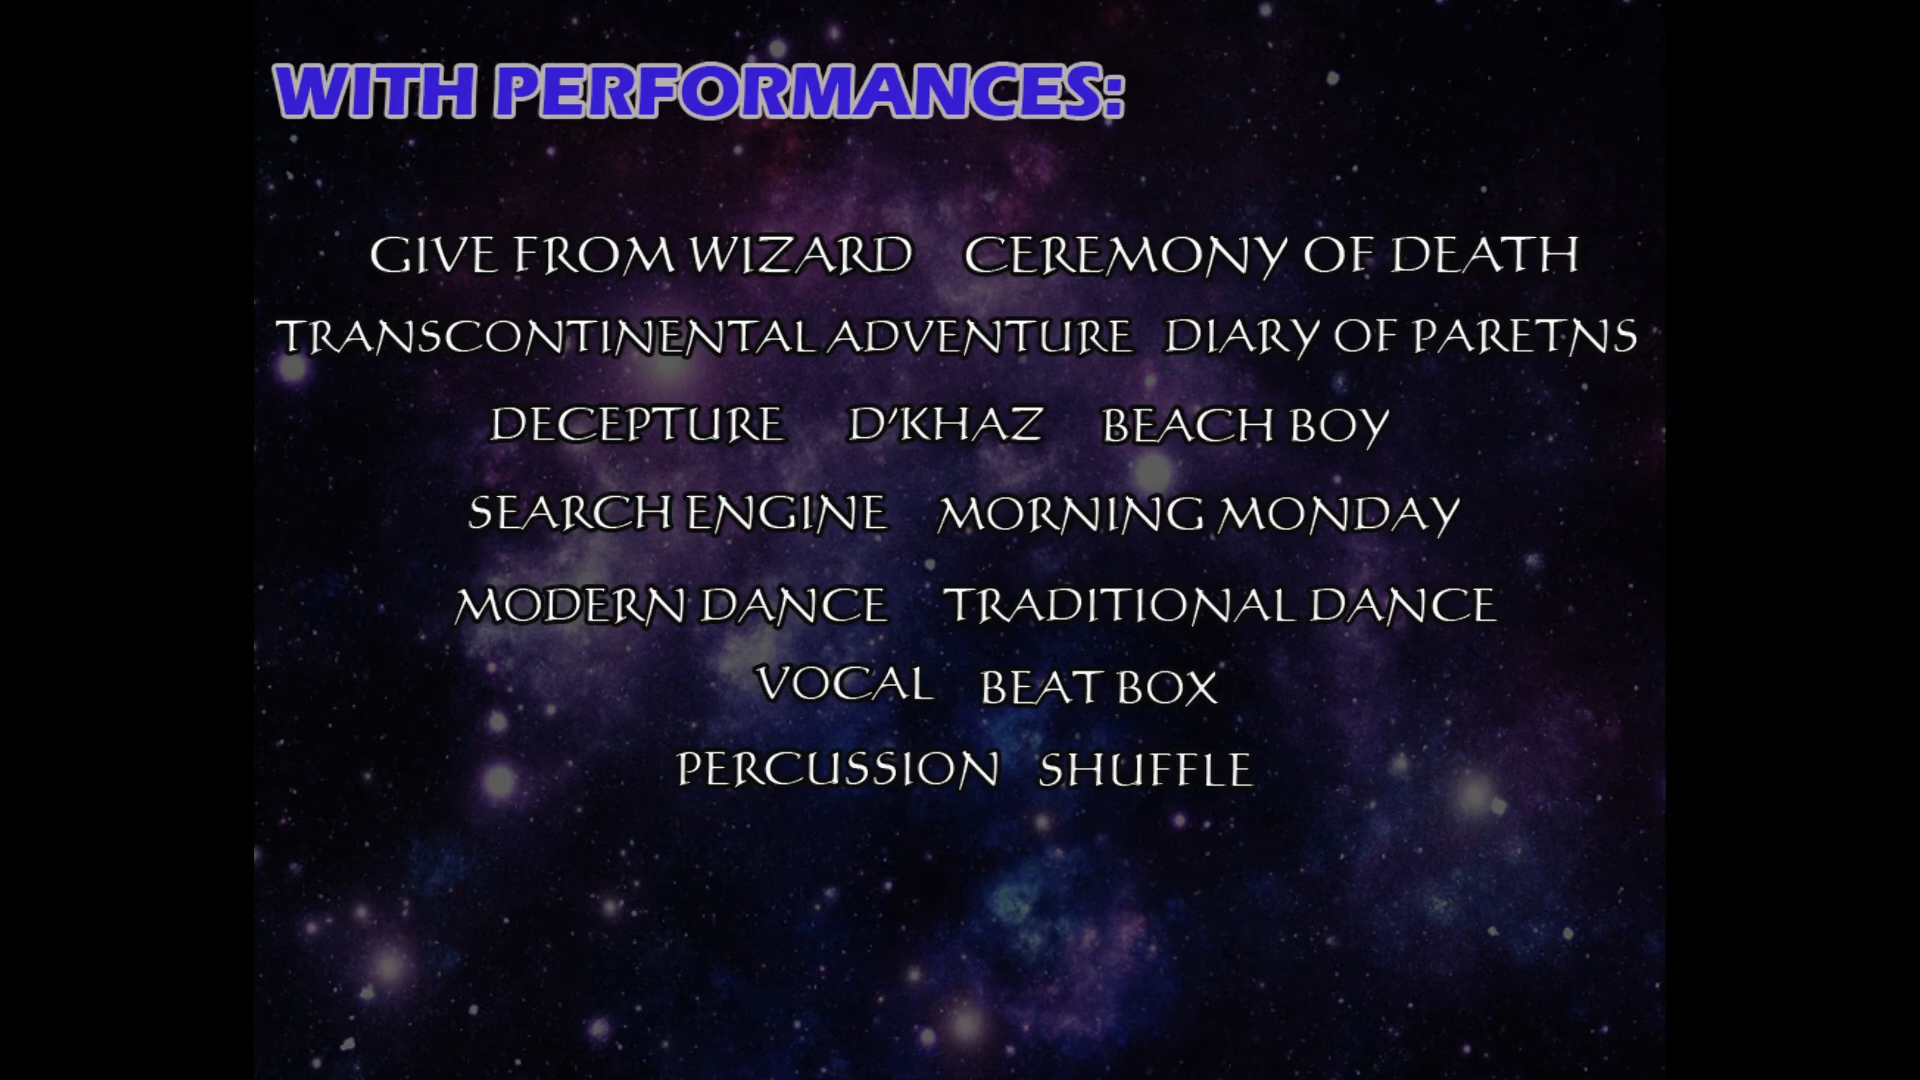 WITH PERFORMANCES:
GIVE FROM WIZARD CEREMONY OF DEATH
TRANSCONTINENTAL ADVENTURE DIARY OF PARETNS
DECEPTURE D'KHAZ BEACH BOY
SEARCH ENGINE MORNING MONDAY
MODERN DANCE TRADITIONAL DANCE
VOCAL BEAT BOX
PERCUSSION SHUFFLE